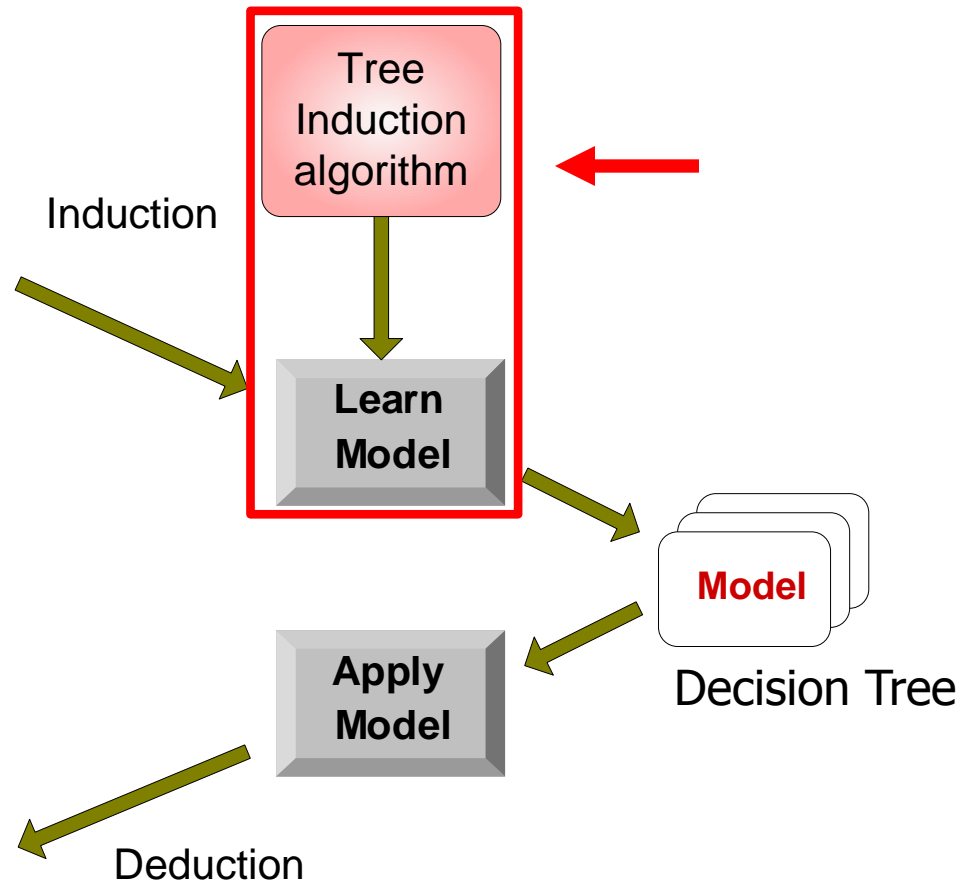 Tree
Induction
algorithm
Induction
Learn
Model
Model
Decision Tree
Apply
Model
Deduction